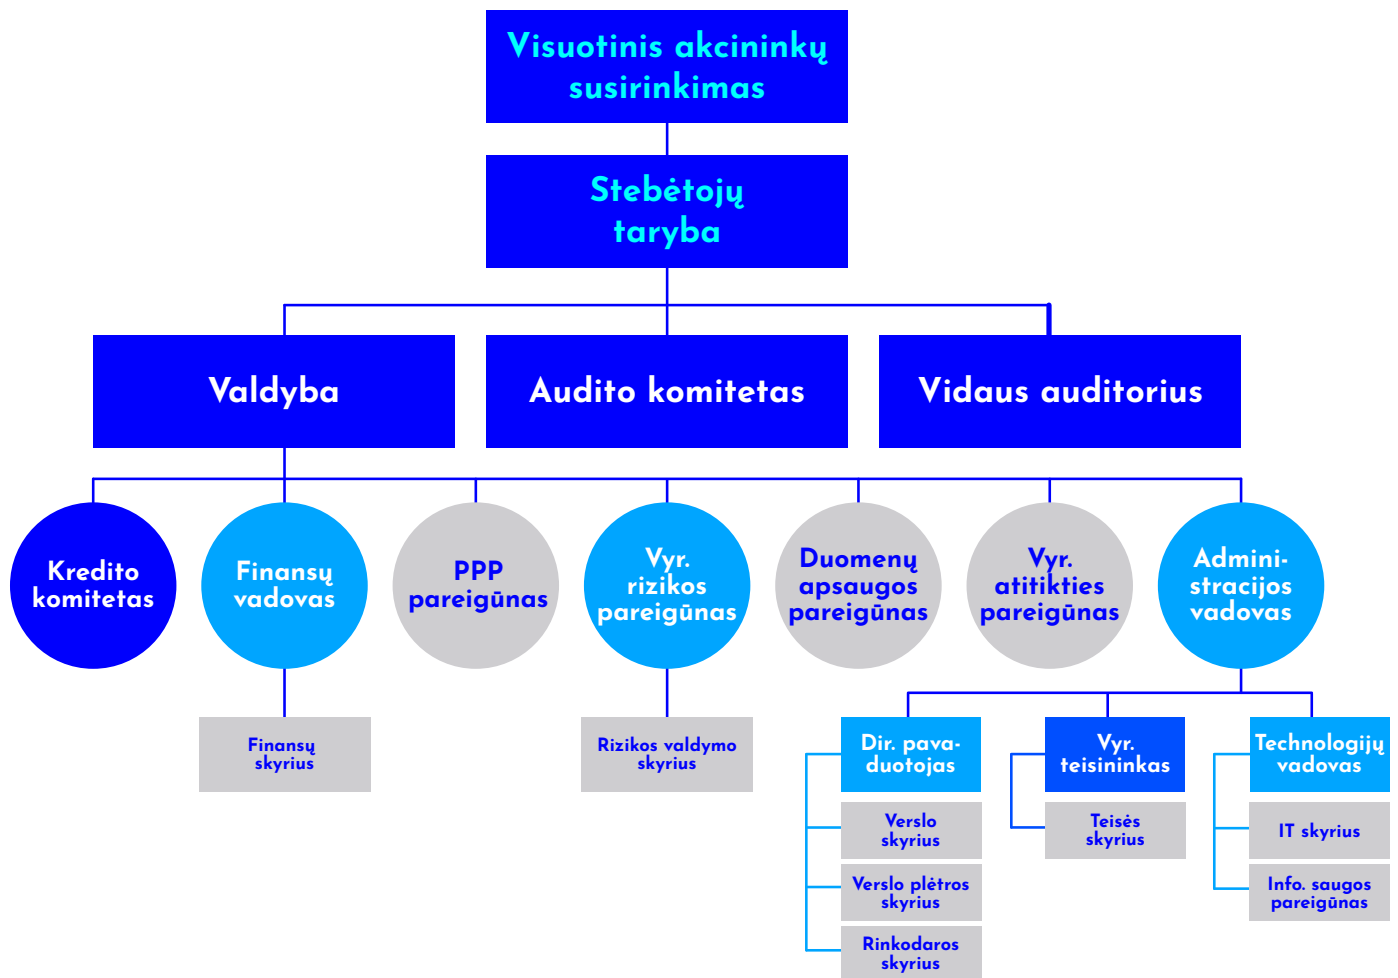 Visuotinis akcininkų
susirinkimas
Stebėtojų
taryba
Valdyba
Audito komitetas
Vidaus auditorius
Kredito
komitetas
Finansų
vadovas
PPP
pareigūnas
Vyr.
rizikos
pareigūnas
Duomenų
apsaugos
pareigūnas
Vyr.
atitikties
pareigūnas
Admini-
stracijos
vadovas
Finansų
skyrius
Rizikos valdymo
skyrius
Dir. pava-
duotojas
Verslo
skyrius
Verslo plėtros
skyrius
Rinkodaros
skyrius
Vyr.
teisininkas
Teisės
skyrius
Technologijų
vadovas
IT skyrius
Info. saugos
pareigūnas